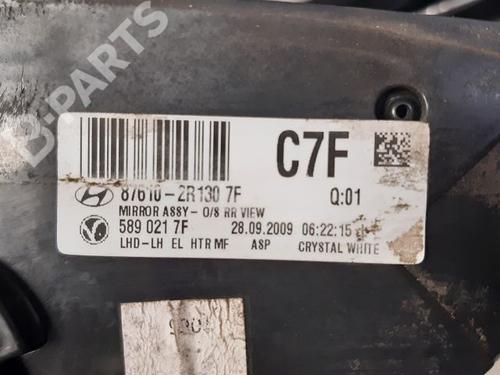 B-PARTS
C7F
87610-2R130 7F
Q:01
MIRROR ASSY- O/S RR VIEW
589 021 7F
28.09.2009 06:22:15
LHD-LH EL HTR MF ASP CRYSTAL WHITE